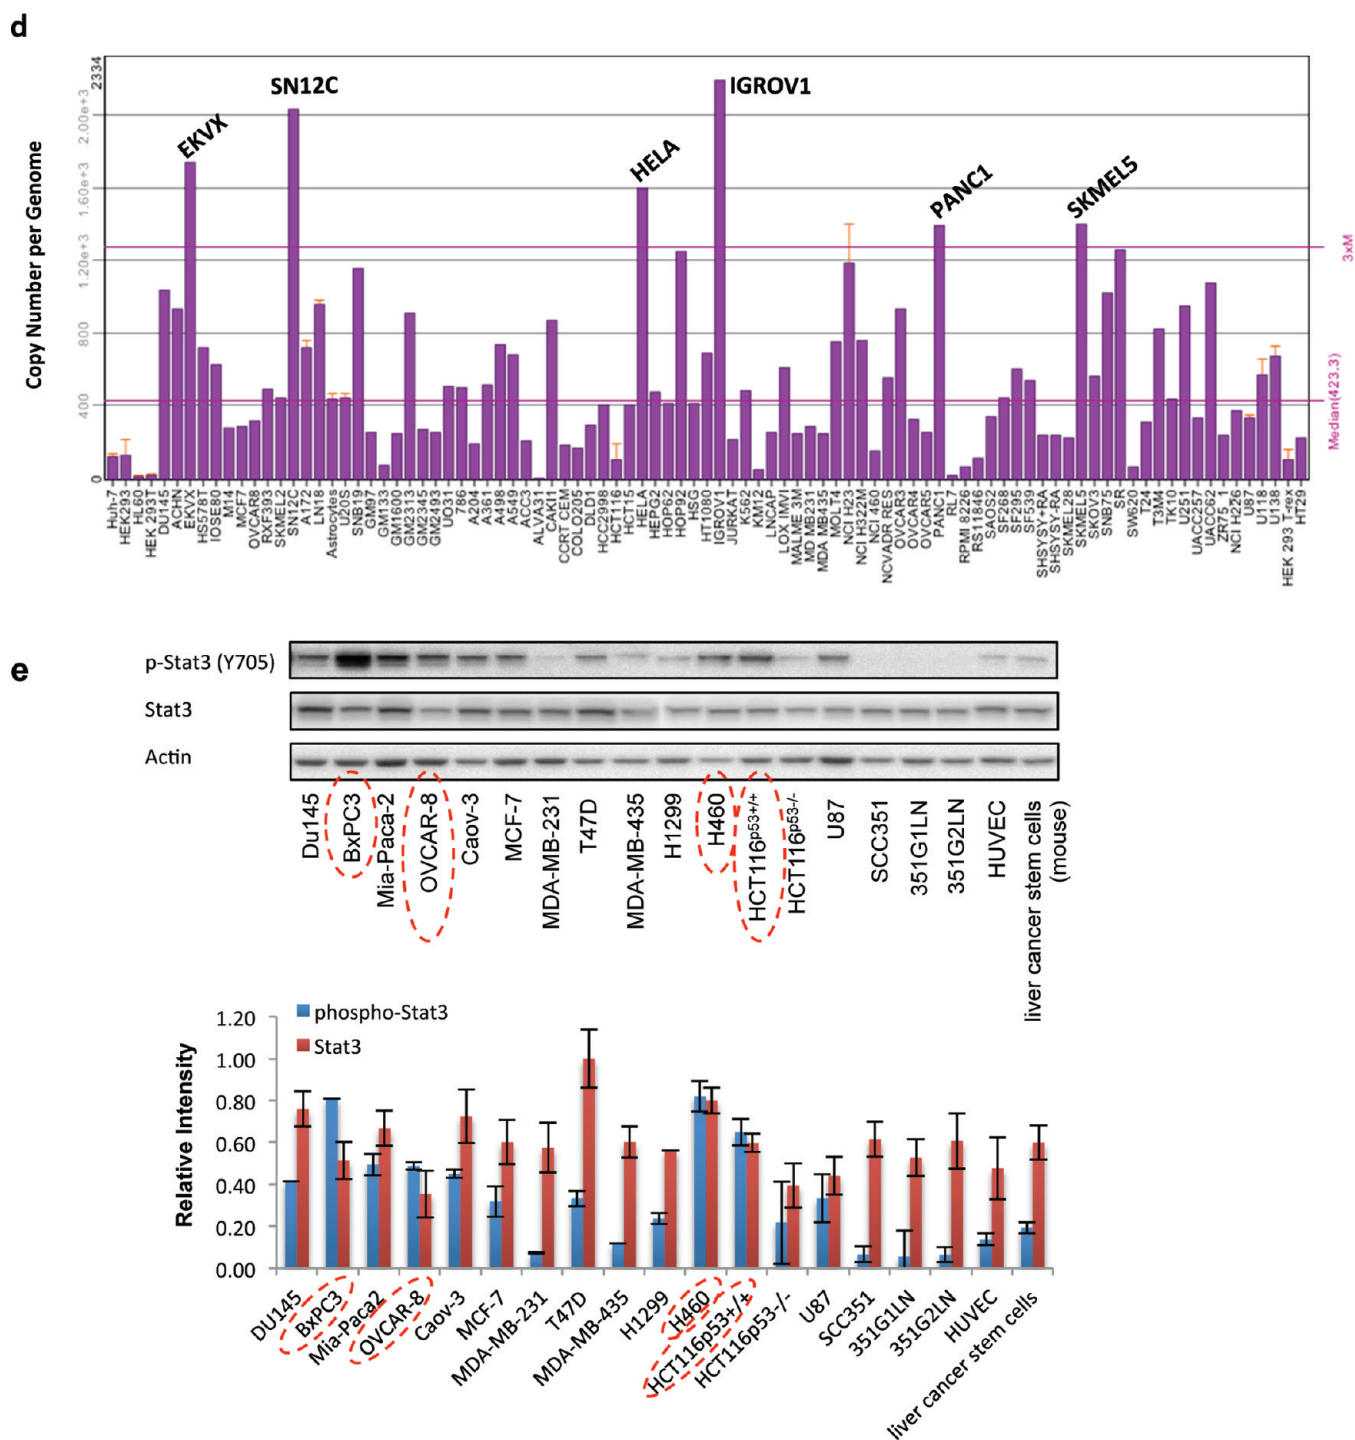 d
Copy Number per Genome
2334
2.00e+3
1.60e+3
1.20e+3
800
400
0
EKVX
SN12C
HELA
IGROV1
PANC1
SKMEL5
3xM
Median(423.3)
Huh-7
HEK293
HL60
HEK 293T
DU145
ACHN
EKVX
HS578T
IOSE80
M14
MCF7
OVCAR8
RXF393
SKMEL2
SN12C
A172
LN18
Astrocytes
U20S
SNB19
GM97
GM133
GM1600
GM2313
GM2345
GM2493
UO31
786
A204
A361
A498
A549
ACC3
ALVA31
CAKI1
CCRT CEM
COLO205
DLD1
HCC2998
HCT116
HCT15
HELA
HEPG2
HOP62
HOP92
HSG
HT1080
IGROV1
JURKAT
K562
KM12
LNCAP
LOX IMVI
MALME 3M
MD MB231
MDA MB435
MOLT4
NCI H23
NCI H322M
NCI 460
NCVADR RES
OVCAR3
OVCAR4
OVCAR5
PANC1
RL7
RPMI 8226
RS11846
SAOS2
SF268
SF295
SF539
SHSYSY+RA
SHSYSY-RA
SKMEL28
SKMEL5
SKOV3
SNB75
SR
SW620
T24
T3M4
TK10
U251
UACC257
UACC62
ZR75_1
NCI H226
U87
U118
U138
HEK 293 T-rex
HT29
e
p-Stat3 (Y705)
Stat3
Actin
Du145
BxPC3
Mia-Paca-2
OVCAR-8
Caov-3
MCF-7
MDA-MB-231
T47D
MDA-MB-435
H1299
H460
HCT116p53+/+
HCT116p53-/-
U87
SCC351
351G1LN
351G2LN
HUVEC
liver cancer stem cells
(mouse)
Relative Intensity
phospho-Stat3
Stat3
1.20
1.00
0.80
0.60
0.40
0.20
0.00
DU145
BxPC3
Mia-Paca2
OVCAR-8
Caov-3
MCF-7
MDA-MB-231
T47D
MDA-MB-435
H1299
H460
HCT116p53+/+
HCT116p53-/-
U87
SCC351
351G1LN
351G2LN
HUVEC
liver cancer stem cells